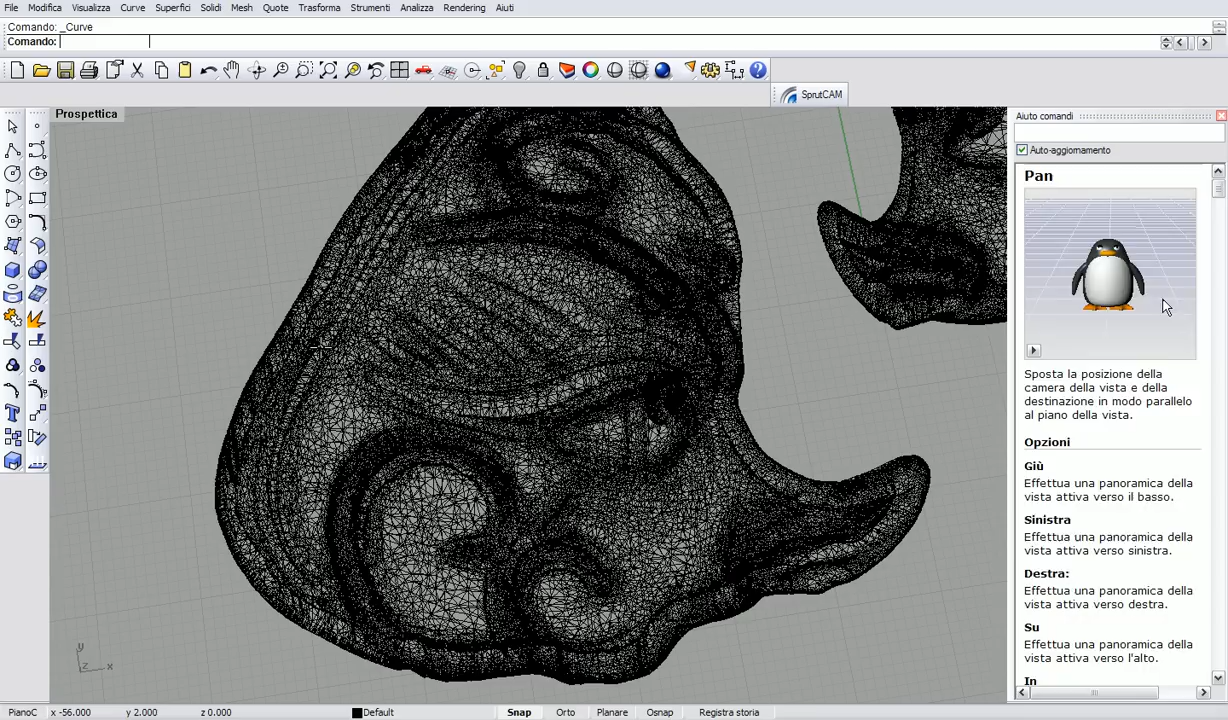 File Modifica Visualizza Curve Superfici Solidi Mesh Quote Trasforma Strumenti Analizza Rendering Aiuti
Comando: _Curve
Comando:
SprutCAM
Prospettica
Aiuto comandi
Auto-aggiornamento
Pan
Sposta la posizione della
camera della vista e della
destinazione in modo parallelo
al piano della vista.
Opzioni
Giù
Effettua una panoramica della
vista attiva verso il basso.
Sinistra
Effettua una panoramica della
vista attiva verso sinistra.
Destra:
Effettua una panoramica della
vista attiva verso destra.
Su
Effettua una panoramica della
vista attiva verso l'alto.
In
y
z x
PianoC x -56.000 y 2.000 z 0.000 Default Snap Orto Planare Osnap Registra storia